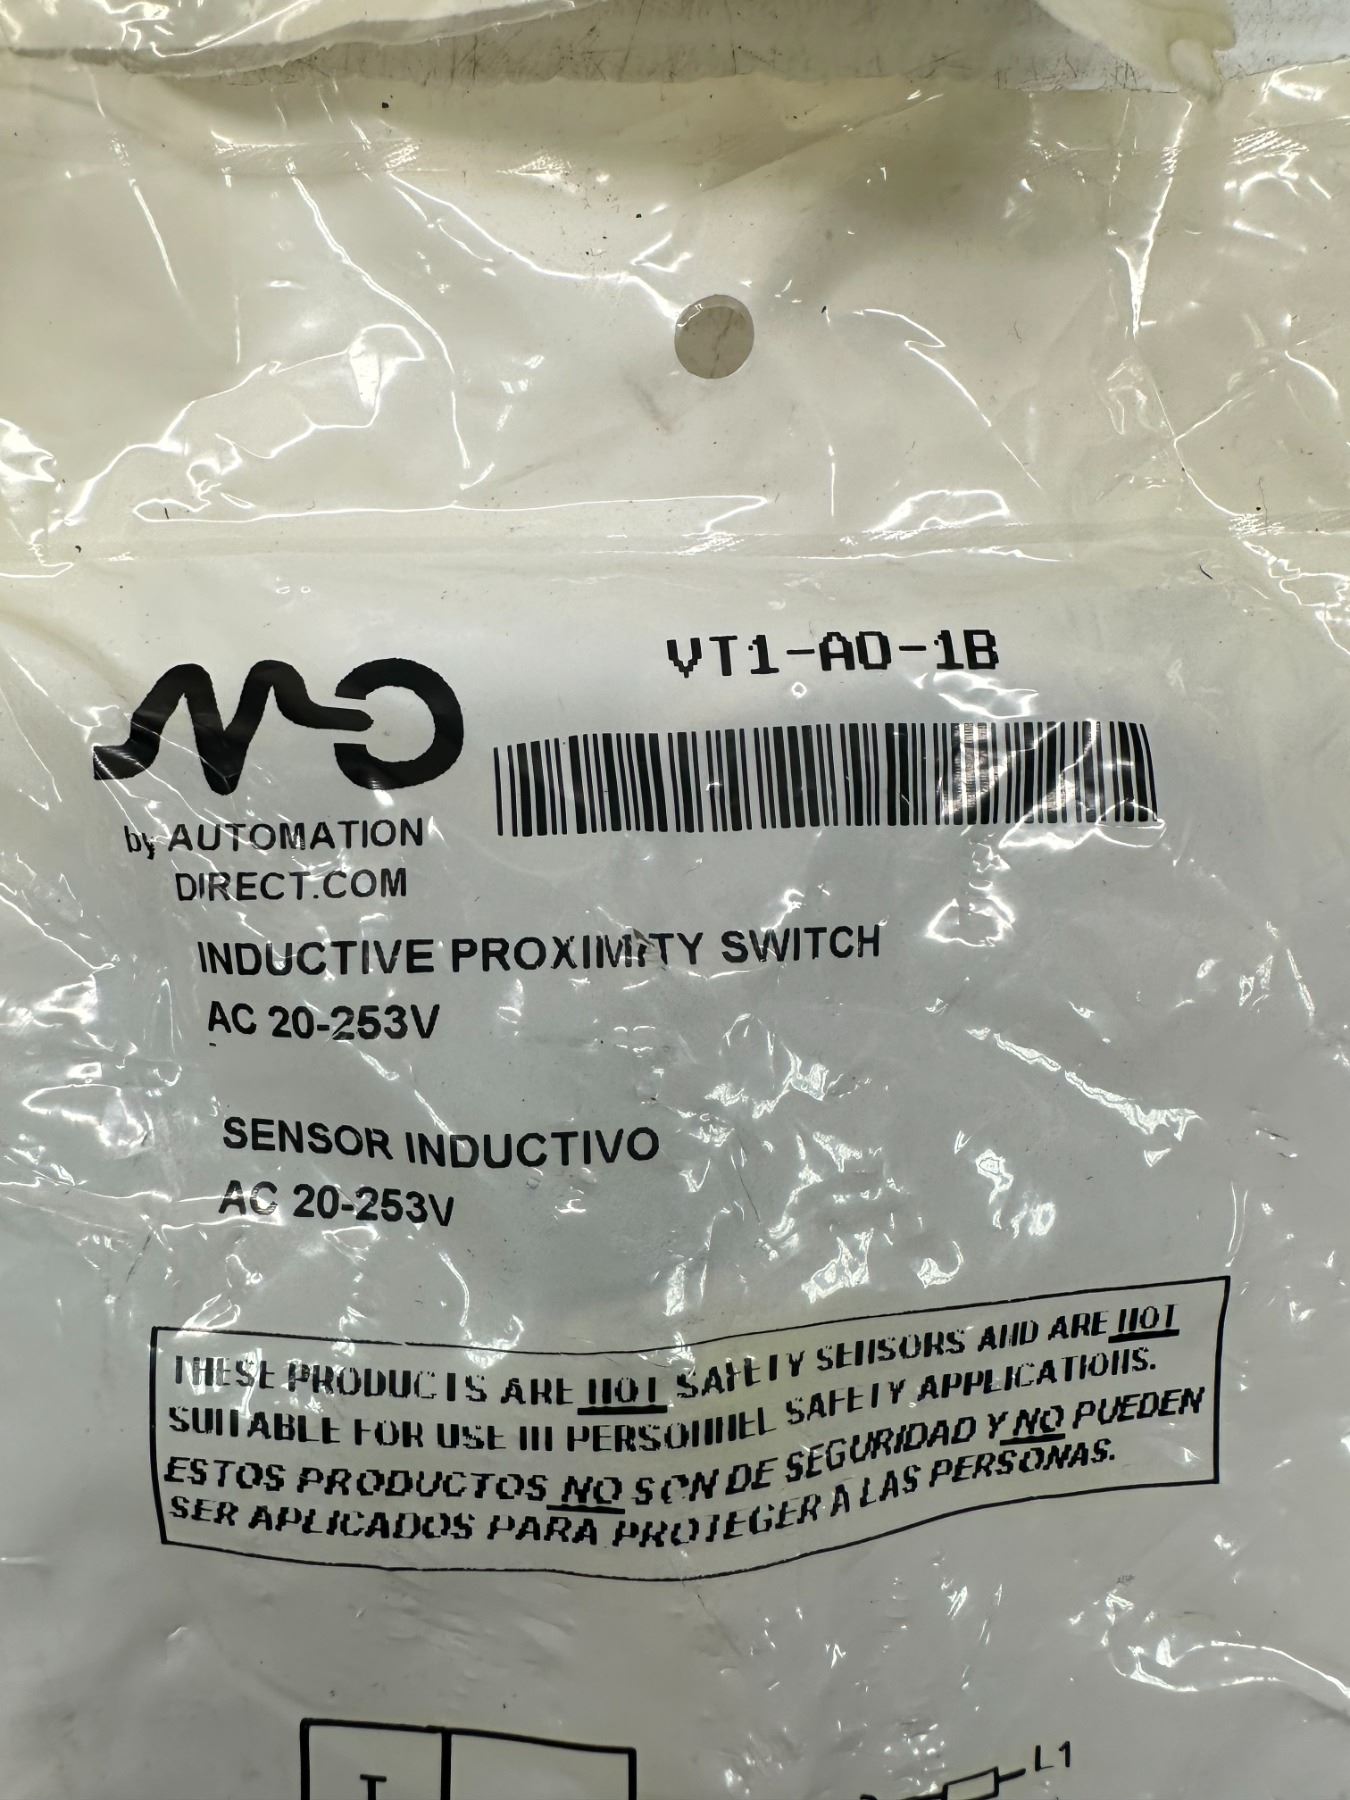 VT1-A0-1B
by AUTOMATION
DIRECT.COM
INDUCTIVE PROXIMITY SWITCH
AC 20-253V
SENSOR INDUCTIVO
AC 20-253V
THESE PRODUCTS ARE NOT SAFETY SENSORS AND ARE NOT
SUITABLE FOR USE IN PERSONNEL SAFETY APPLICATIONS.
ESTOS PRODUCTOS NO SON DE SEGURIDAD Y NO PUEDEN
SER APLICADOS PARA PROTEGER A LAS PERSONAS.
L1